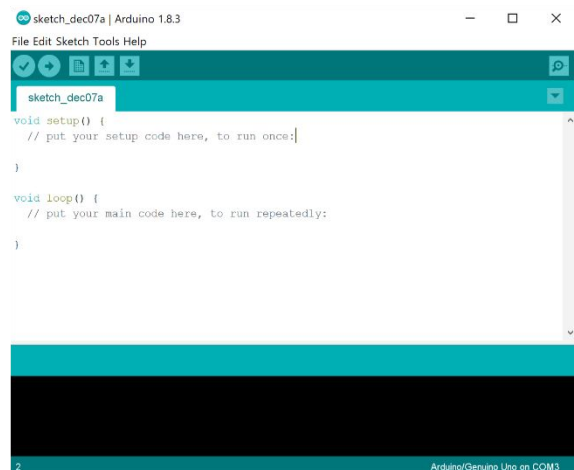 sketch_dec07a | Arduino 1.8.3
File Edit Sketch Tools Help
sketch_dec07a
void setup() {
// put your setup code here, to run once:
}
void loop() {
// put your main code here, to run repeatedly:
}
2
Arduino/Genuino Uno on COM3